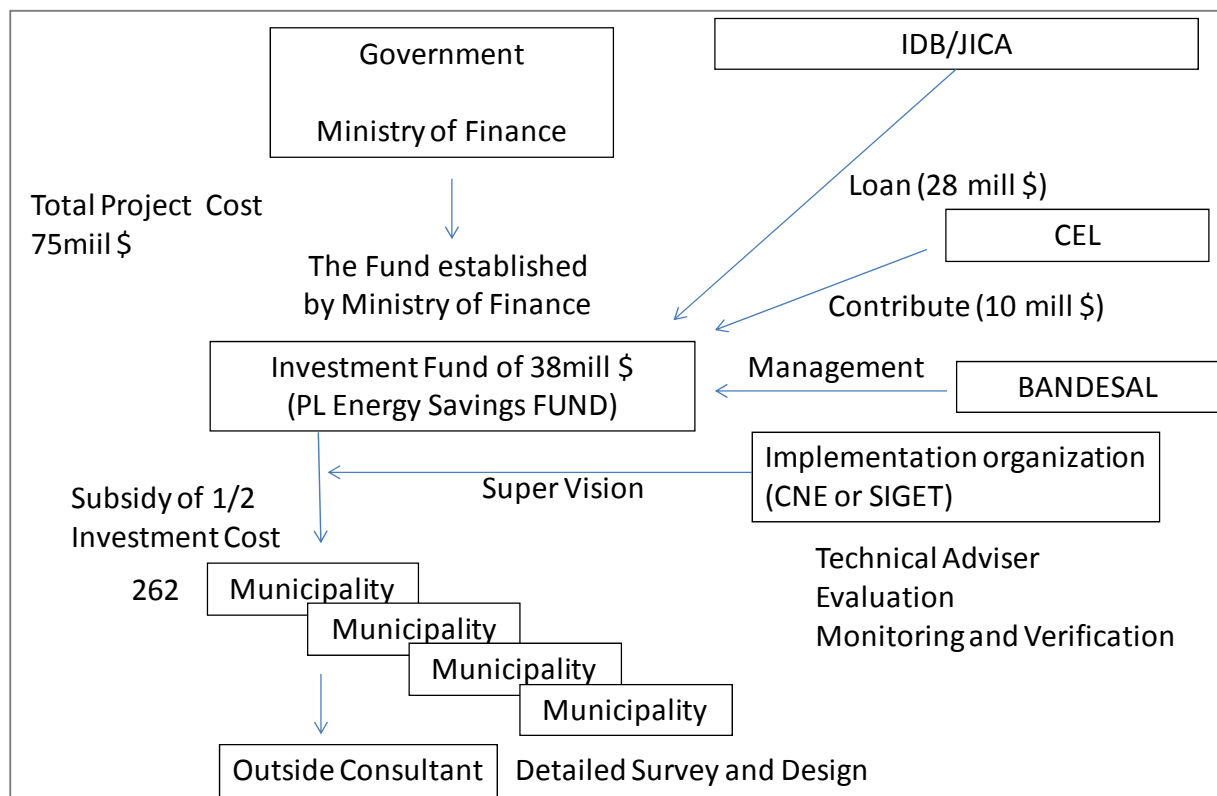 Government
Ministry of Finance
IDB/JICA
Total Project Cost
75miil $
Loan (28 mill $)
CEL
The Fund established
by Ministry of Finance
Contribute (10 mill $)
Investment Fund of 38mill $
(PL Energy Savings FUND)
Management
BANDESAL
Implementation organization
(CNE or SIGET)
Super Vision
Subsidy of 1/2
Investment Cost
262
Municipality
Municipality
Municipality
Municipality
Technical Adviser
Evaluation
Monitoring and Verification
Outside Consultant
Detailed Survey and Design